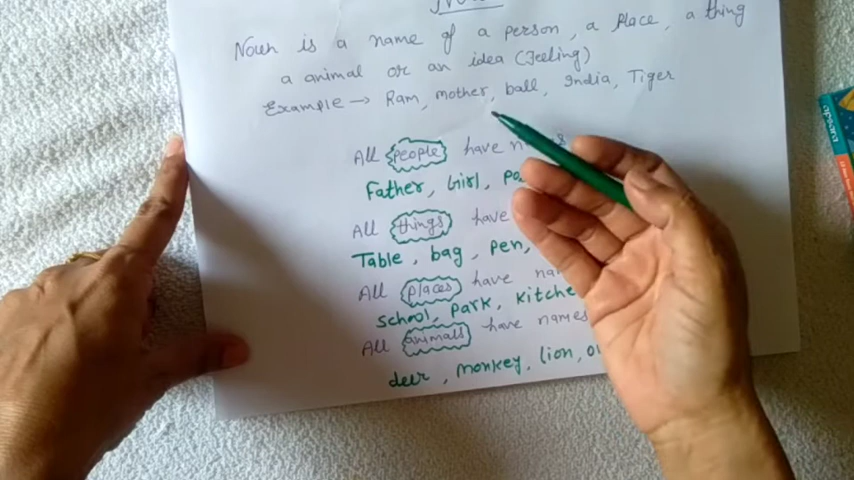 Noun is a name of a person, a place, a thing
a animal or an idea (Feeling)
Example → Ram, mother, ball, India, Tiger
All people have
Father, Girl,
All things have
Table, bag, pen,
All places have
school, park,
All animals have names
deer, monkey, lion,